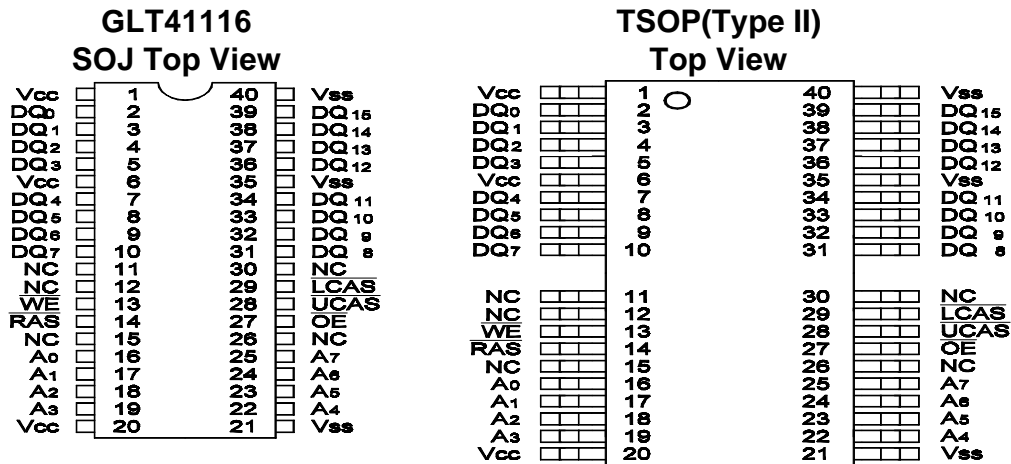 GLT41116
SOJ Top View
Vcc 1 40 Vss
DQ0 2 39 DQ15
DQ1 3 38 DQ14
DQ2 4 37 DQ13
DQ3 5 36 DQ12
Vcc 6 35 Vss
DQ4 7 34 DQ11
DQ5 8 33 DQ10
DQ6 9 32 DQ9
DQ7 10 31 DQ8
NC 11 30 NC
NC 12 29 LCAS
WE 13 28 UCAS
RAS 14 27 OE
NC 15 26 NC
A0 16 25 A7
A1 17 24 A6
A2 18 23 A5
A3 19 22 A4
Vcc 20 21 Vss
TSOP(Type II)
Top View
Vcc 1 40 Vss
DQ0 2 39 DQ15
DQ1 3 38 DQ14
DQ2 4 37 DQ13
DQ3 5 36 DQ12
Vcc 6 35 Vss
DQ4 7 34 DQ11
DQ5 8 33 DQ10
DQ6 9 32 DQ9
DQ7 10 31 DQ8
NC 11 30 NC
NC 12 29 LCAS
WE 13 28 UCAS
RAS 14 27 OE
NC 15 26 NC
A0 16 25 A7
A1 17 24 A6
A2 18 23 A5
A3 19 22 A4
Vcc 20 21 Vss